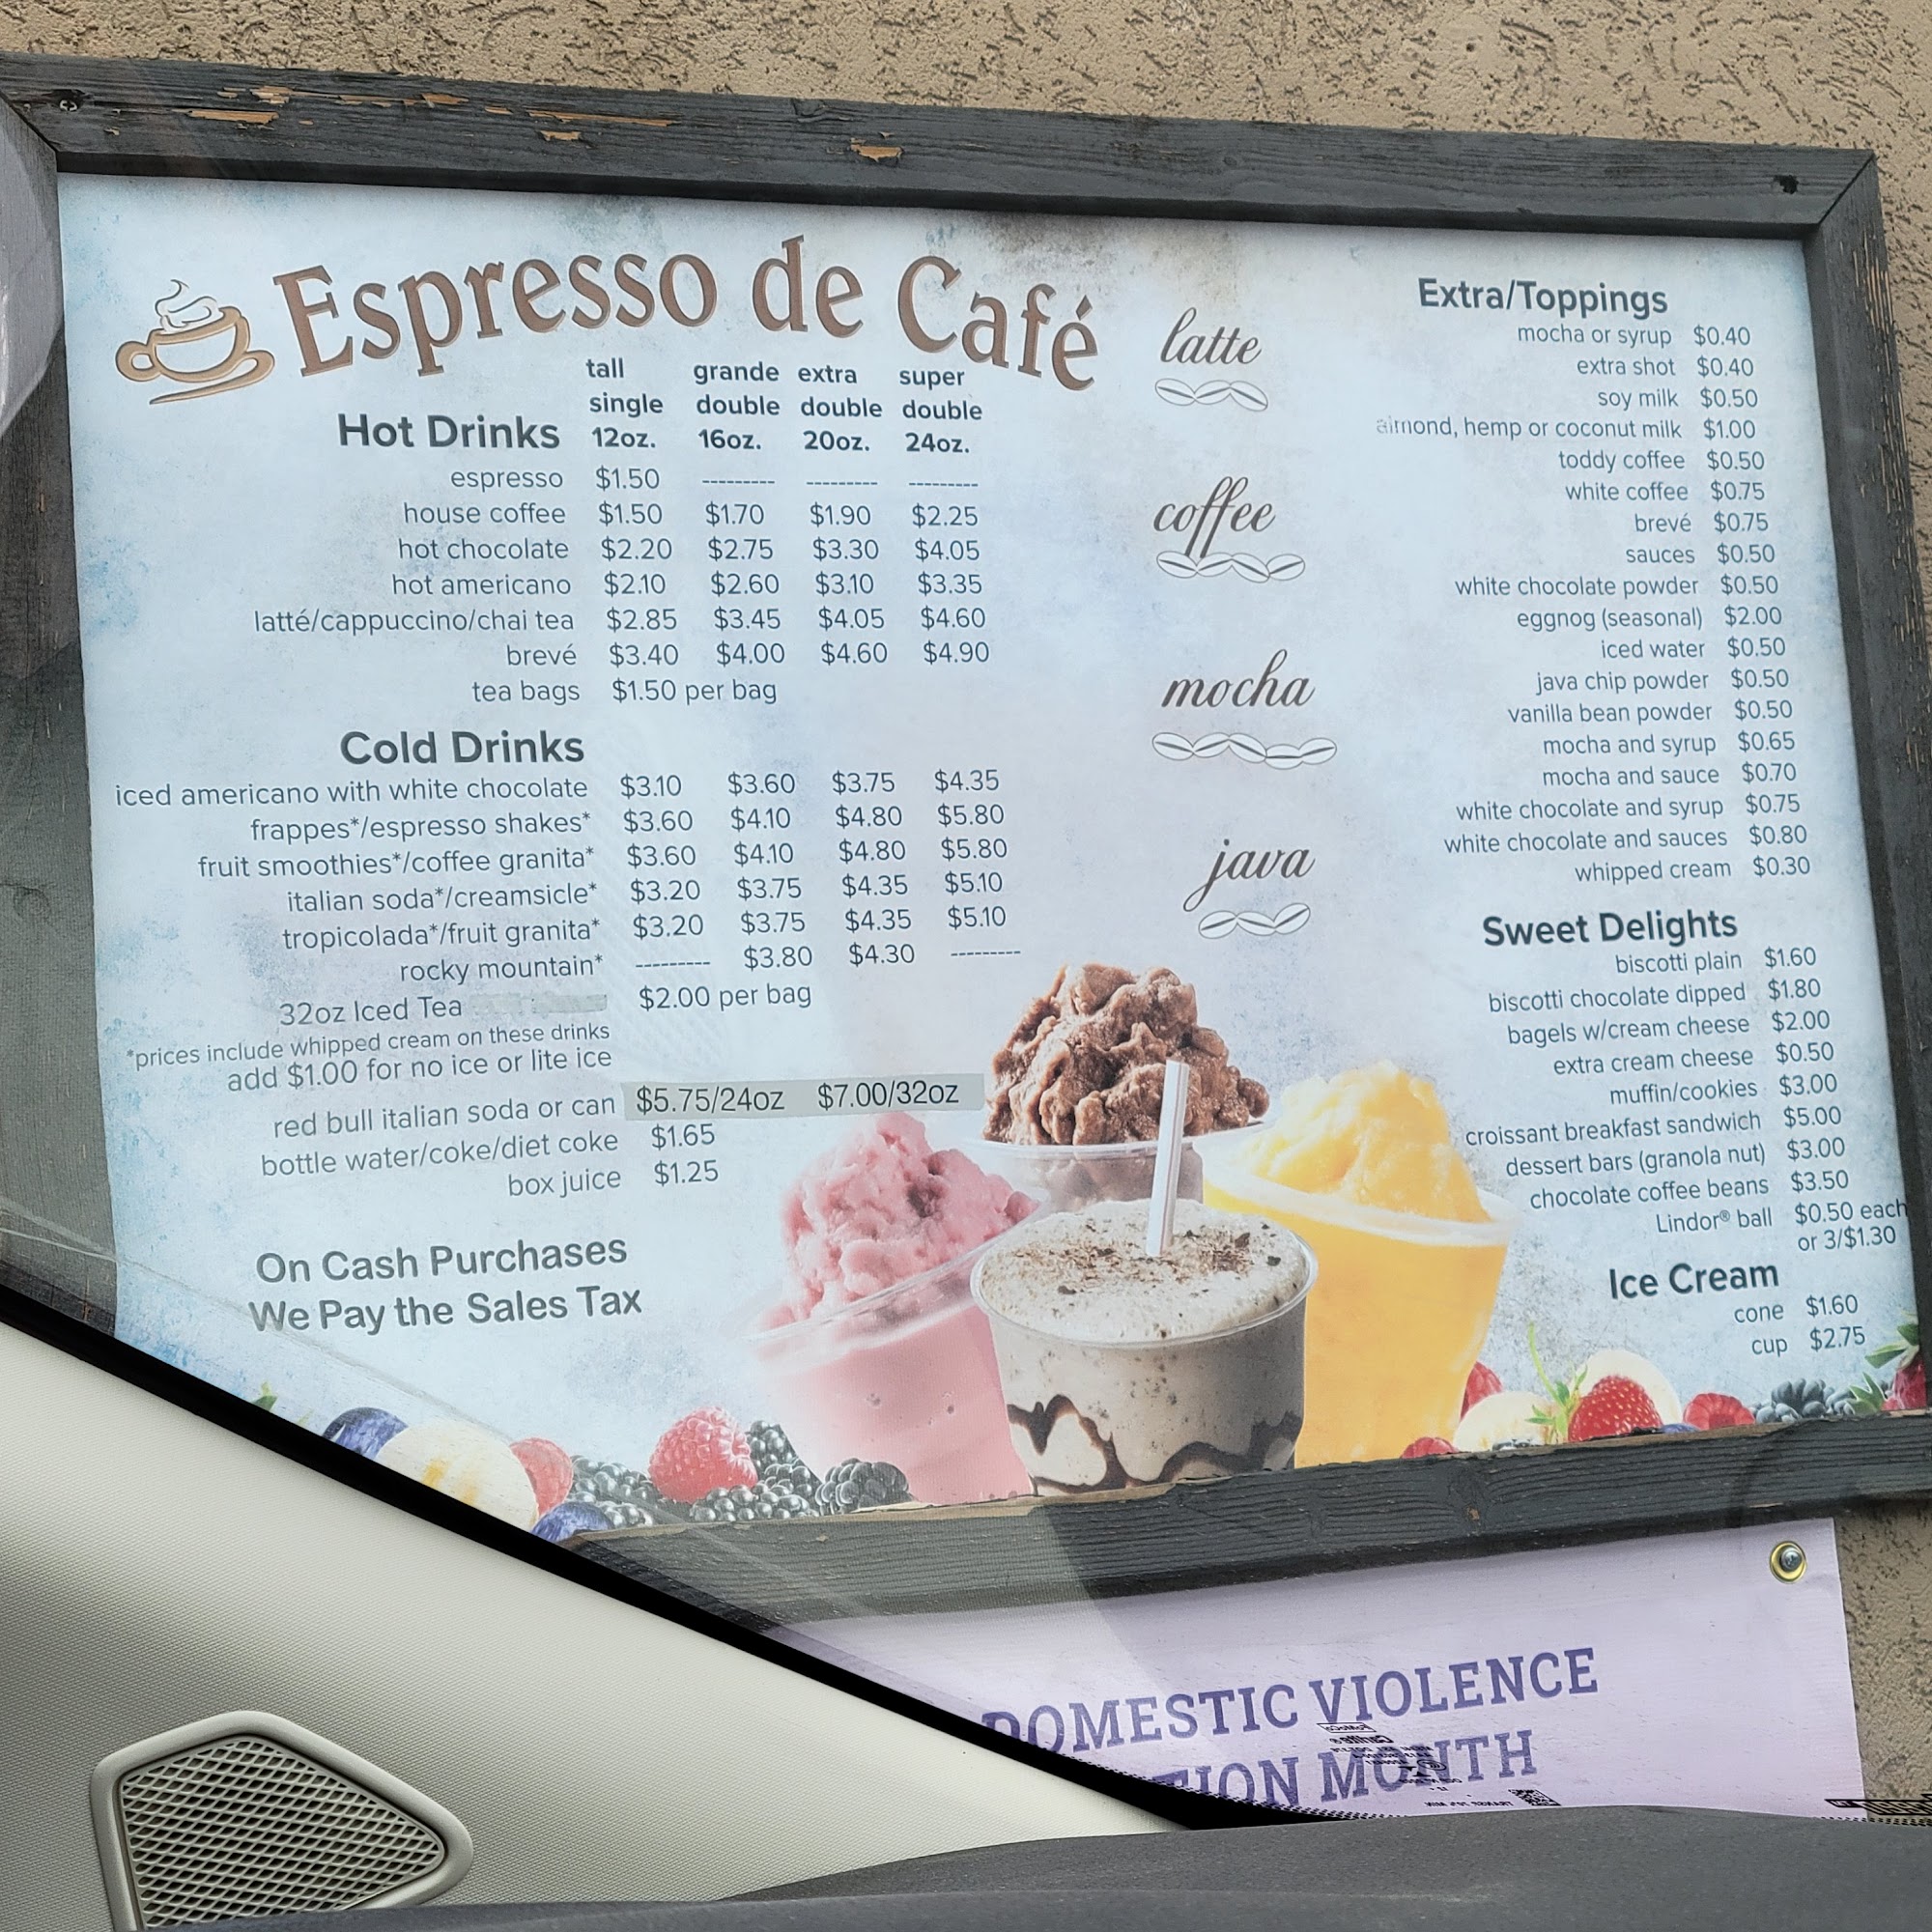 Espresso de Café
tall grande extra super
single double double double
Hot Drinks 12oz. 16oz. 20oz. 24oz.
espresso $1.50 --------- --------- ---------
house coffee $1.50 $1.70 $1.90 $2.25
hot chocolate $2.20 $2.75 $3.30 $4.05
hot americano $2.10 $2.60 $3.10 $3.35
latté/cappuccino/chai tea $2.85 $3.45 $4.05 $4.60
brevé $3.40 $4.00 $4.60 $4.90
tea bags $1.50 per bag
Cold Drinks
iced americano with white chocolate $3.10 $3.60 $3.75 $4.35
frappes*/espresso shakes* $3.60 $4.10 $4.80 $5.80
fruit smoothies*/coffee granita* $3.60 $4.10 $4.80 $5.80
italian soda*/creamsicle* $3.20 $3.75 $4.35 $5.10
tropicolada*/fruit granita* $3.20 $3.75 $4.35 $5.10
rocky mountain* --------- $3.80 $4.30 ---------
32oz Iced Tea $2.00 per bag
*prices include whipped cream on these drinks
add $1.00 for no ice or lite ice
red bull italian soda or can $5.75/24oz $7.00/32oz
bottle water/coke/diet coke $1.65
box juice $1.25
On Cash Purchases
We Pay the Sales Tax
latte
coffee
mocha
java
Extra/Toppings
mocha or syrup $0.40
extra shot $0.40
soy milk $0.50
almond, hemp or coconut milk $1.00
toddy coffee $0.50
white coffee $0.75
brevé $0.75
sauces $0.50
white chocolate powder $0.50
eggnog (seasonal) $2.00
iced water $0.50
java chip powder $0.50
vanilla bean powder $0.50
mocha and syrup $0.65
mocha and sauce $0.70
white chocolate and syrup $0.75
white chocolate and sauces $0.80
whipped cream $0.30
Sweet Delights
biscotti plain $1.60
biscotti chocolate dipped $1.80
bagels w/cream cheese $2.00
extra cream cheese $0.50
muffin/cookies $3.00
croissant breakfast sandwich $5.00
dessert bars (granola nut) $3.00
chocolate coffee beans $3.50
Lindor® ball $0.50 each
or 3/$1.30
Ice Cream
cone $1.60
cup $2.75
DOMESTIC VIOLENCE
TION MONTH